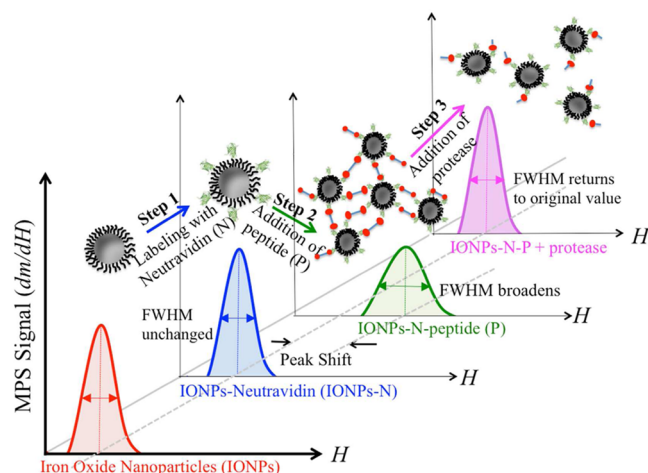 Step 3
Addition of
protease
Step 1
Labeling with
Neutravidin (N)
Step 2
Addition of
peptide (P)
FWHM returns
to original value
IONPs-N-P + protease
H
MPS Signal (dm/dH)
FWHM
unchanged
FWHM broadens
IONPs-N-peptide (P)
H
Peak Shift
IONPs-Neutravidin (IONPs-N)
H
Iron Oxide Nanoparticles (IONPs)
H